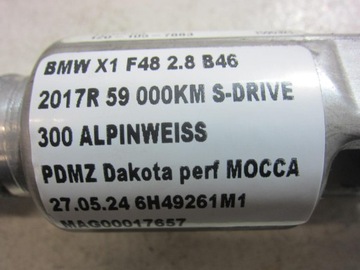 BMW X1 F48 2.8 B46
2017R 59 000KM S-DRIVE
300 ALPINWEISS
PDMZ Dakota perf MOCCA
27.05.24 6H49261M1
MAG00017657